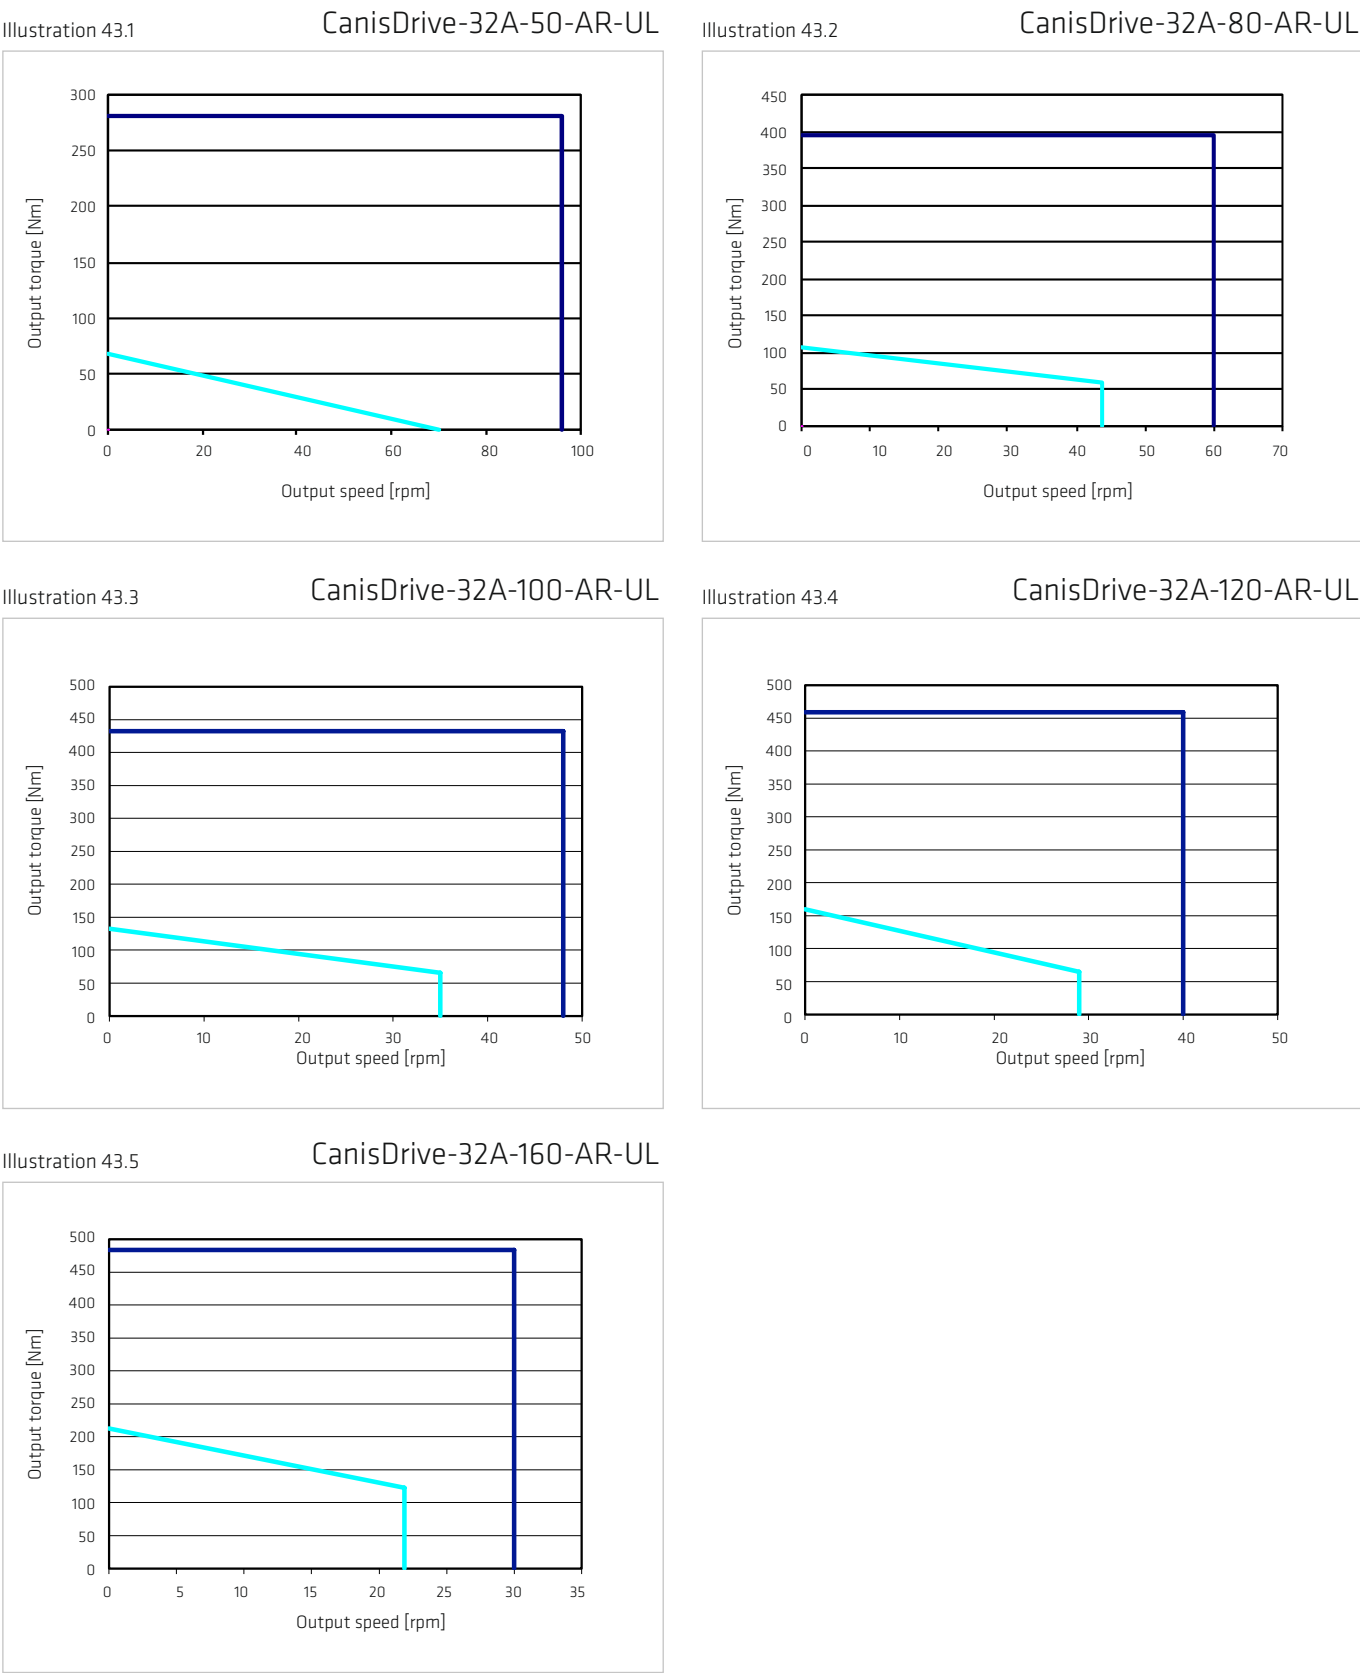 Illustration 43.1
CanisDrive-32A-50-AR-UL
300
250
200
150
100
50
0
0 20 40 60 80 100
Output torque [Nm]
Output speed [rpm]
Illustration 43.2
CanisDrive-32A-80-AR-UL
450
400
350
300
250
200
150
100
50
0
0 10 20 30 40 50 60 70
Output torque [Nm]
Output speed [rpm]
Illustration 43.3
CanisDrive-32A-100-AR-UL
500
450
400
350
300
250
200
150
100
50
0
0 10 20 30 40 50
Output torque [Nm]
Output speed [rpm]
Illustration 43.4
CanisDrive-32A-120-AR-UL
500
450
400
350
300
250
200
150
100
50
0
0 10 20 30 40 50
Output torque [Nm]
Output speed [rpm]
Illustration 43.5
CanisDrive-32A-160-AR-UL
500
450
400
350
300
250
200
150
100
50
0
0 5 10 15 20 25 30 35
Output torque [Nm]
Output speed [rpm]